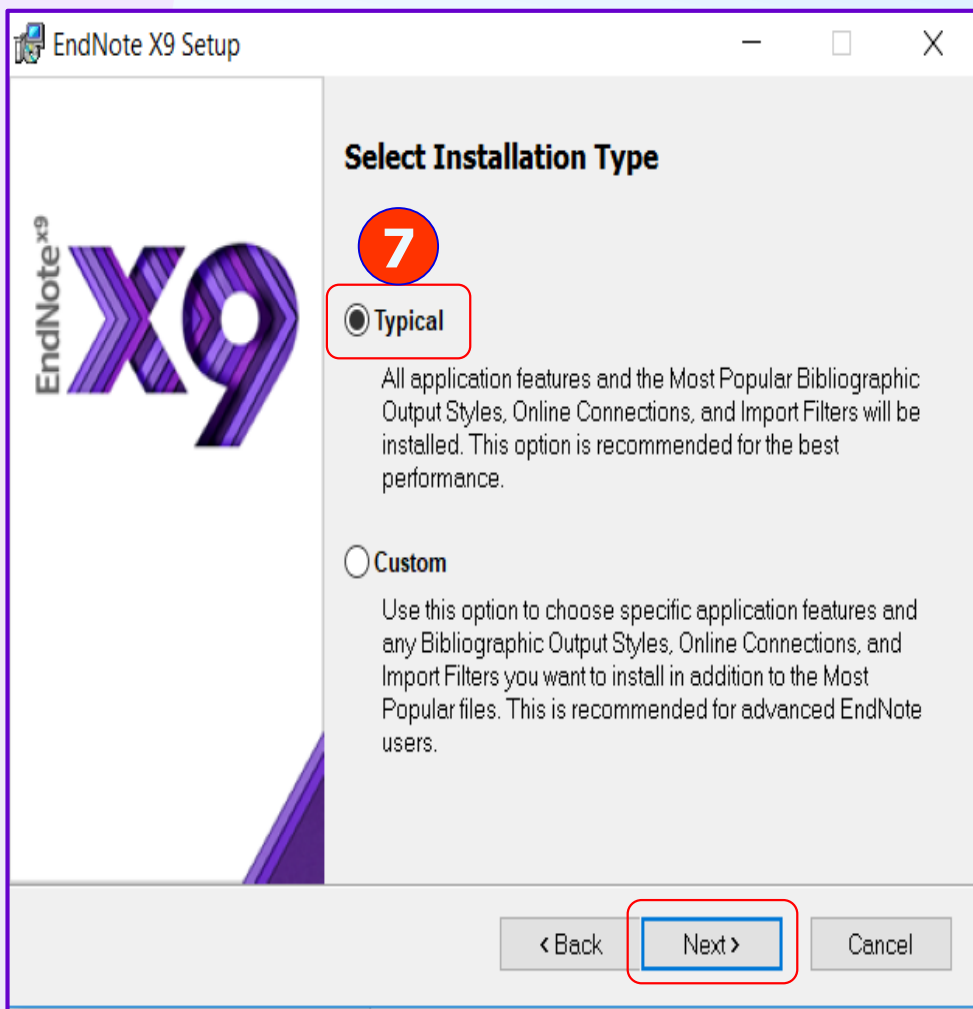 EndNote X9 Setup
EndNote x9
X9
Select Installation Type
7
Typical
All application features and the Most Popular Bibliographic
Output Styles, Online Connections, and Import Filters will be
installed. This option is recommended for the best
performance.
Custom
Use this option to choose specific application features and
any Bibliographic Output Styles, Online Connections, and
Import Filters you want to install in addition to the Most
Popular files. This is recommended for advanced EndNote
users.
< Back Next > Cancel